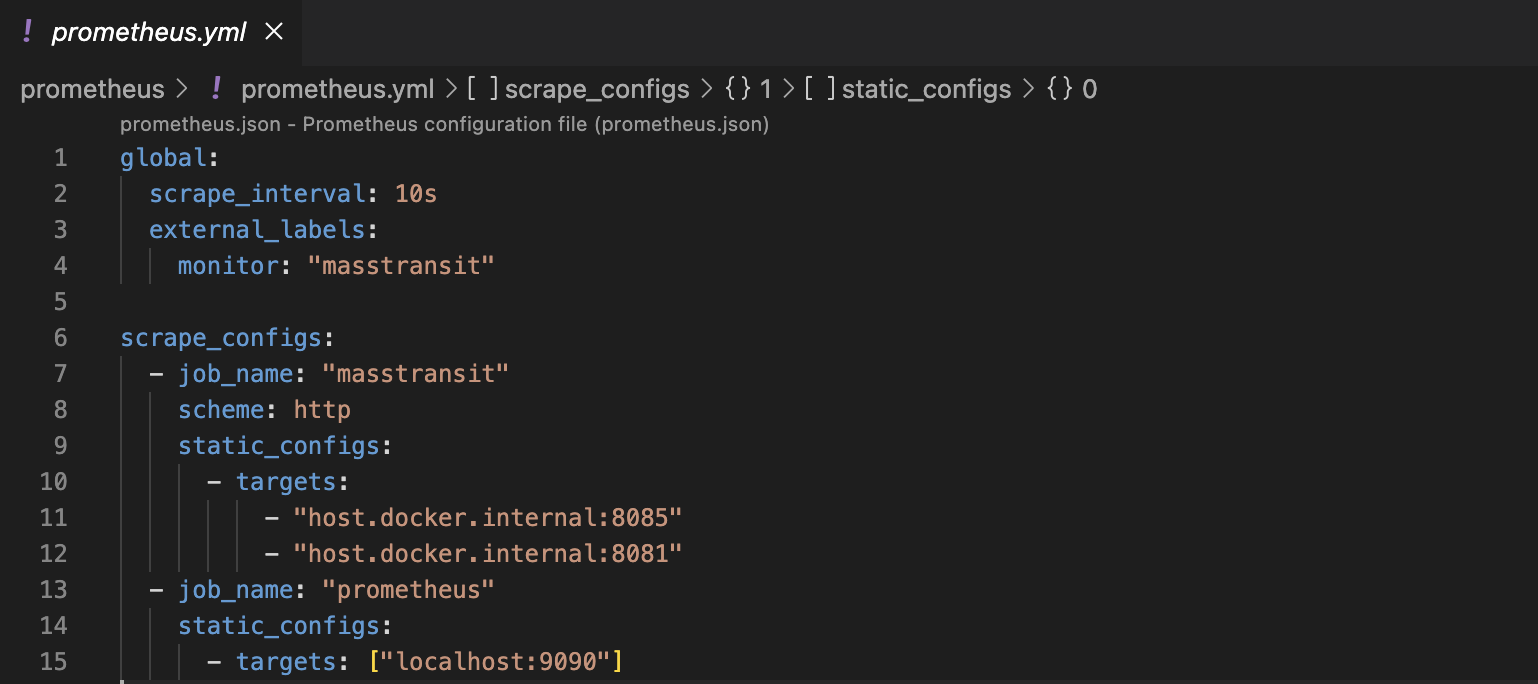 ! prometheus.yml ×
prometheus > ! prometheus.yml > [ ] scrape_configs > {} 1 > [ ] static_configs > {} 0
prometheus.json - Prometheus configuration file (prometheus.json)
1 global:
2   scrape_interval: 10s
3   external_labels:
4     monitor: "masstransit"
5
6 scrape_configs:
7   - job_name: "masstransit"
8     scheme: http
9     static_configs:
10       - targets:
11           - "host.docker.internal:8085"
12           - "host.docker.internal:8081"
13   - job_name: "prometheus"
14     static_configs:
15       - targets: ["localhost:9090"]